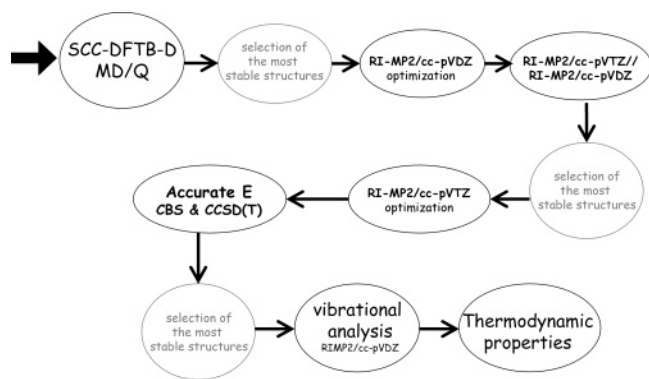 SCC-DFTB-D
MD/Q
selection of
the most
stable structures
RI-MP2/cc-pVDZ
optimization
RI-MP2/cc-pVTZ//
RI-MP2/cc-pVDZ
selection
of the most
stable structures
RI-MP2/cc-pVTZ
optimization
Accurate E
CBS & CCSD(T)
selection of
the most
stable structures
vibrational
analysis
RIMP2/cc-pVDZ
Thermodynamic
properties